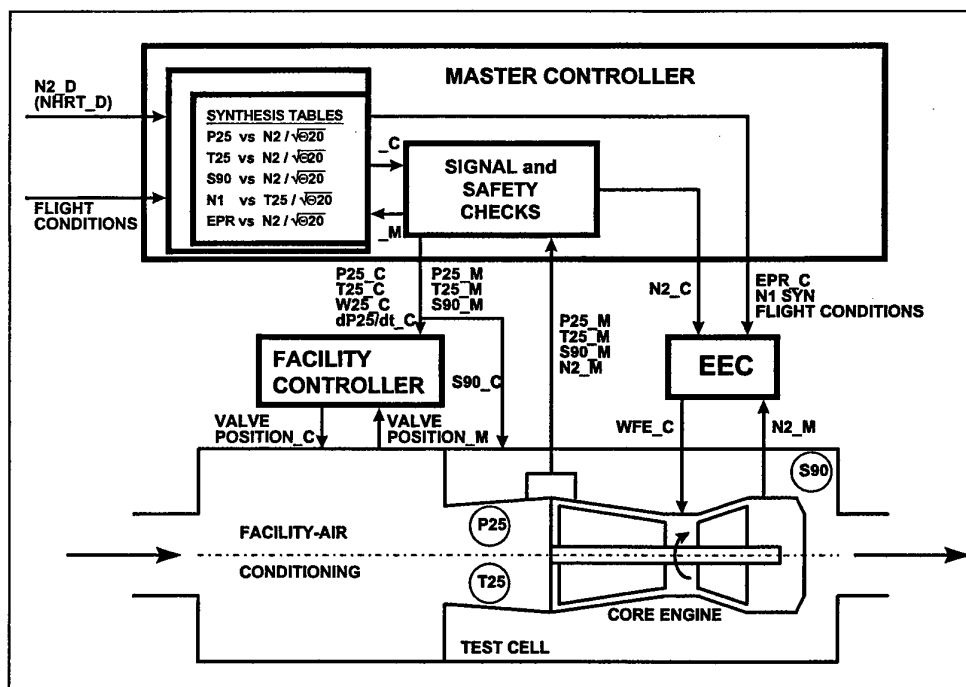 MASTER CONTROLLER
N2_D
(NHRT_D)
FLIGHT
CONDITIONS
SYNTHESIS TABLES
P25 vs N2 / √Θ20
T25 vs N2 / √Θ20
S90 vs N2 / √Θ20
N1 vs T25 / √Θ20
EPR vs N2 / √Θ20
_C
_M
SIGNAL and
SAFETY
CHECKS
P25_C
T25_C
W25_C
dP25/dt_C
P25_M
T25_M
S90_M
P25_M
T25_M
S90_M
N2_M
N2_C
EPR_C
N1 SYN
FLIGHT CONDITIONS
FACILITY
CONTROLLER
S90_C
EEC
VALVE
POSITION_C
VALVE
POSITION_M
WFE_C
N2_M
S90
P25
T25
FACILITY-AIR
CONDITIONING
CORE ENGINE
TEST CELL